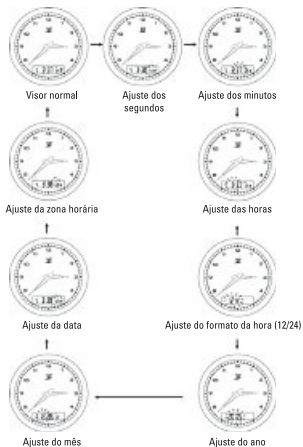 Visor normal
Ajuste dos
segundos
Ajuste dos minutos
Ajuste da zona horária
Ajuste das horas
Ajuste da data
Ajuste do formato da hora (12/24)
Ajuste do mês
Ajuste do ano